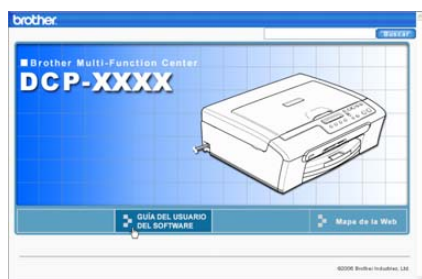 brother.
Buscar
Brother Multi-Function Center
DCP-XXXX
GUÍA DEL USUARIO
DEL SOFTWARE
Mapa de la Web
©2006 Brother Industries, Ltd.